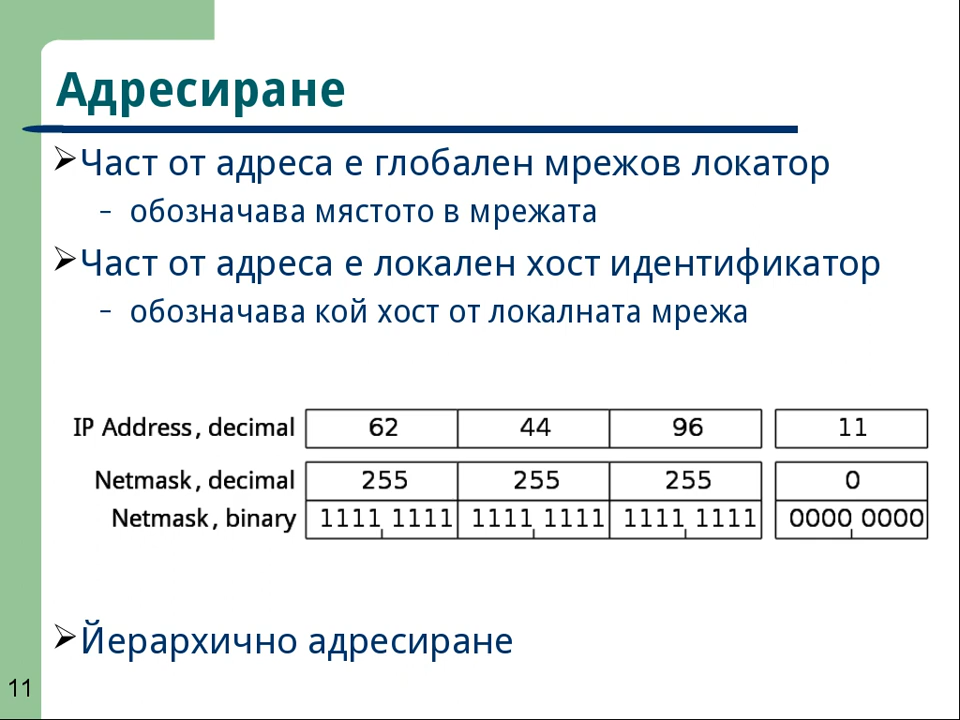 Адресиране
Част от адреса е глобален мрежов локатор
– обозначава мястото в мрежата
Част от адреса е локален хост идентификатор
– обозначава кой хост от локалната мрежа
IP Address, decimal 62 44 96 11
Netmask, decimal 255 255 255 0
Netmask, binary 1111 1111 1111 1111 1111 1111 0000 0000
Йерархично адресиране
11